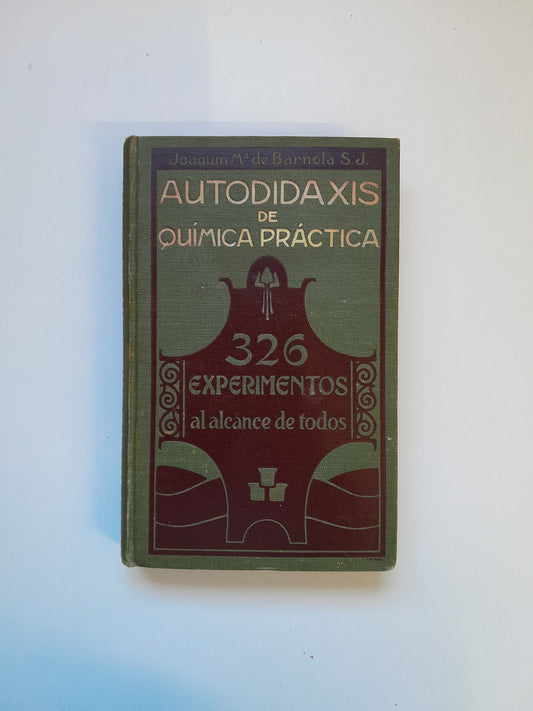 Joaquin Mª de Barnola S.J.
AUTODIDAXIS
DE
QUÍMICA PRÁCTICA
326
EXPERIMENTOS
al alcance de todos